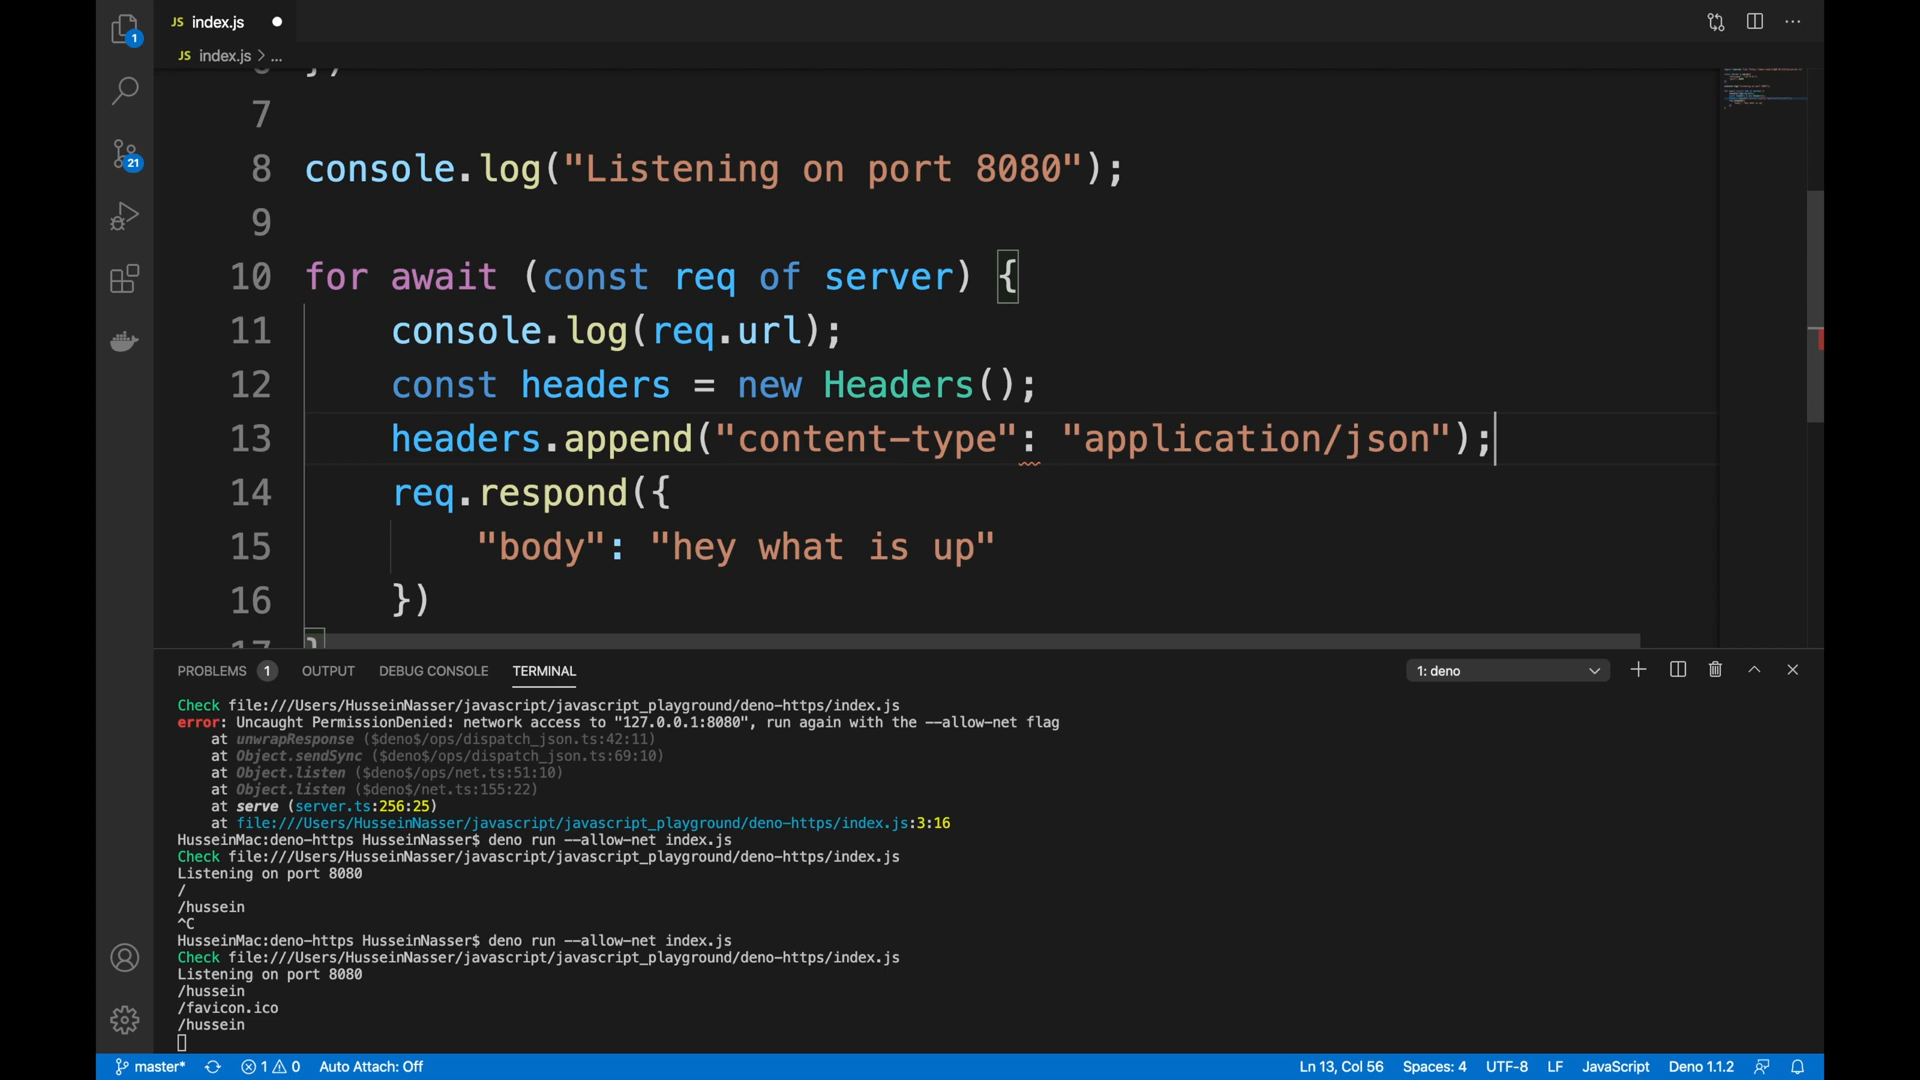 JS index.js
JS index.js > ...
1
21
7
8 console.log("Listening on port 8080");
9
10 for await (const req of server) {
11 console.log(req.url);
12 const headers = new Headers();
13 headers.append("content-type": "application/json");
14 req.respond({
15 "body": "hey what is up"
16 })
17 }
PROBLEMS 1 OUTPUT DEBUG CONSOLE TERMINAL 1: deno
Check file:///Users/HusseinNasser/javascript/javascript_playground/deno-https/index.js
error: Uncaught PermissionDenied: network access to "127.0.0.1:8080", run again with the --allow-net flag
at unwrapResponse ($deno$/ops/dispatch_json.ts:42:11)
at Object.sendSync ($deno$/ops/dispatch_json.ts:69:10)
at Object.listen ($deno$/ops/net.ts:51:10)
at Object.listen ($deno$/net.ts:155:22)
at serve (server.ts:256:25)
at file:///Users/HusseinNasser/javascript/javascript_playground/deno-https/index.js:3:16
HusseinMac:deno-https HusseinNasser$ deno run --allow-net index.js
Check file:///Users/HusseinNasser/javascript/javascript_playground/deno-https/index.js
Listening on port 8080
/
/hussein
^C
HusseinMac:deno-https HusseinNasser$ deno run --allow-net index.js
Check file:///Users/HusseinNasser/javascript/javascript_playground/deno-https/index.js
Listening on port 8080
/hussein
/favicon.ico
/hussein
master* 1 0 Auto Attach: Off Ln 13, Col 56 Spaces: 4 UTF-8 LF JavaScript Deno 1.1.2